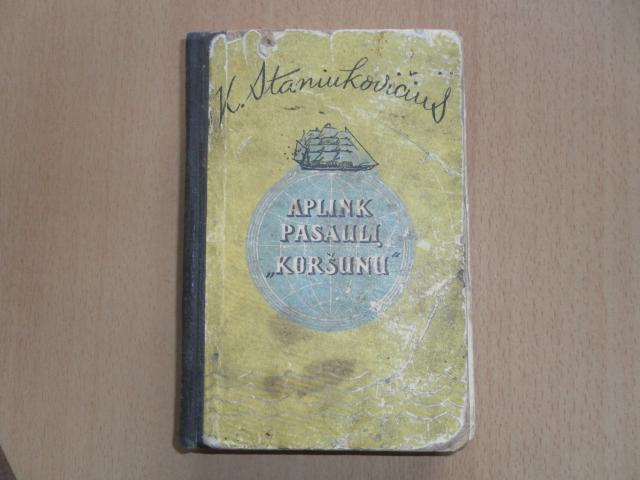 K. Staniukovičius
APLINK
PASAULĮ
„KORŠUNU“